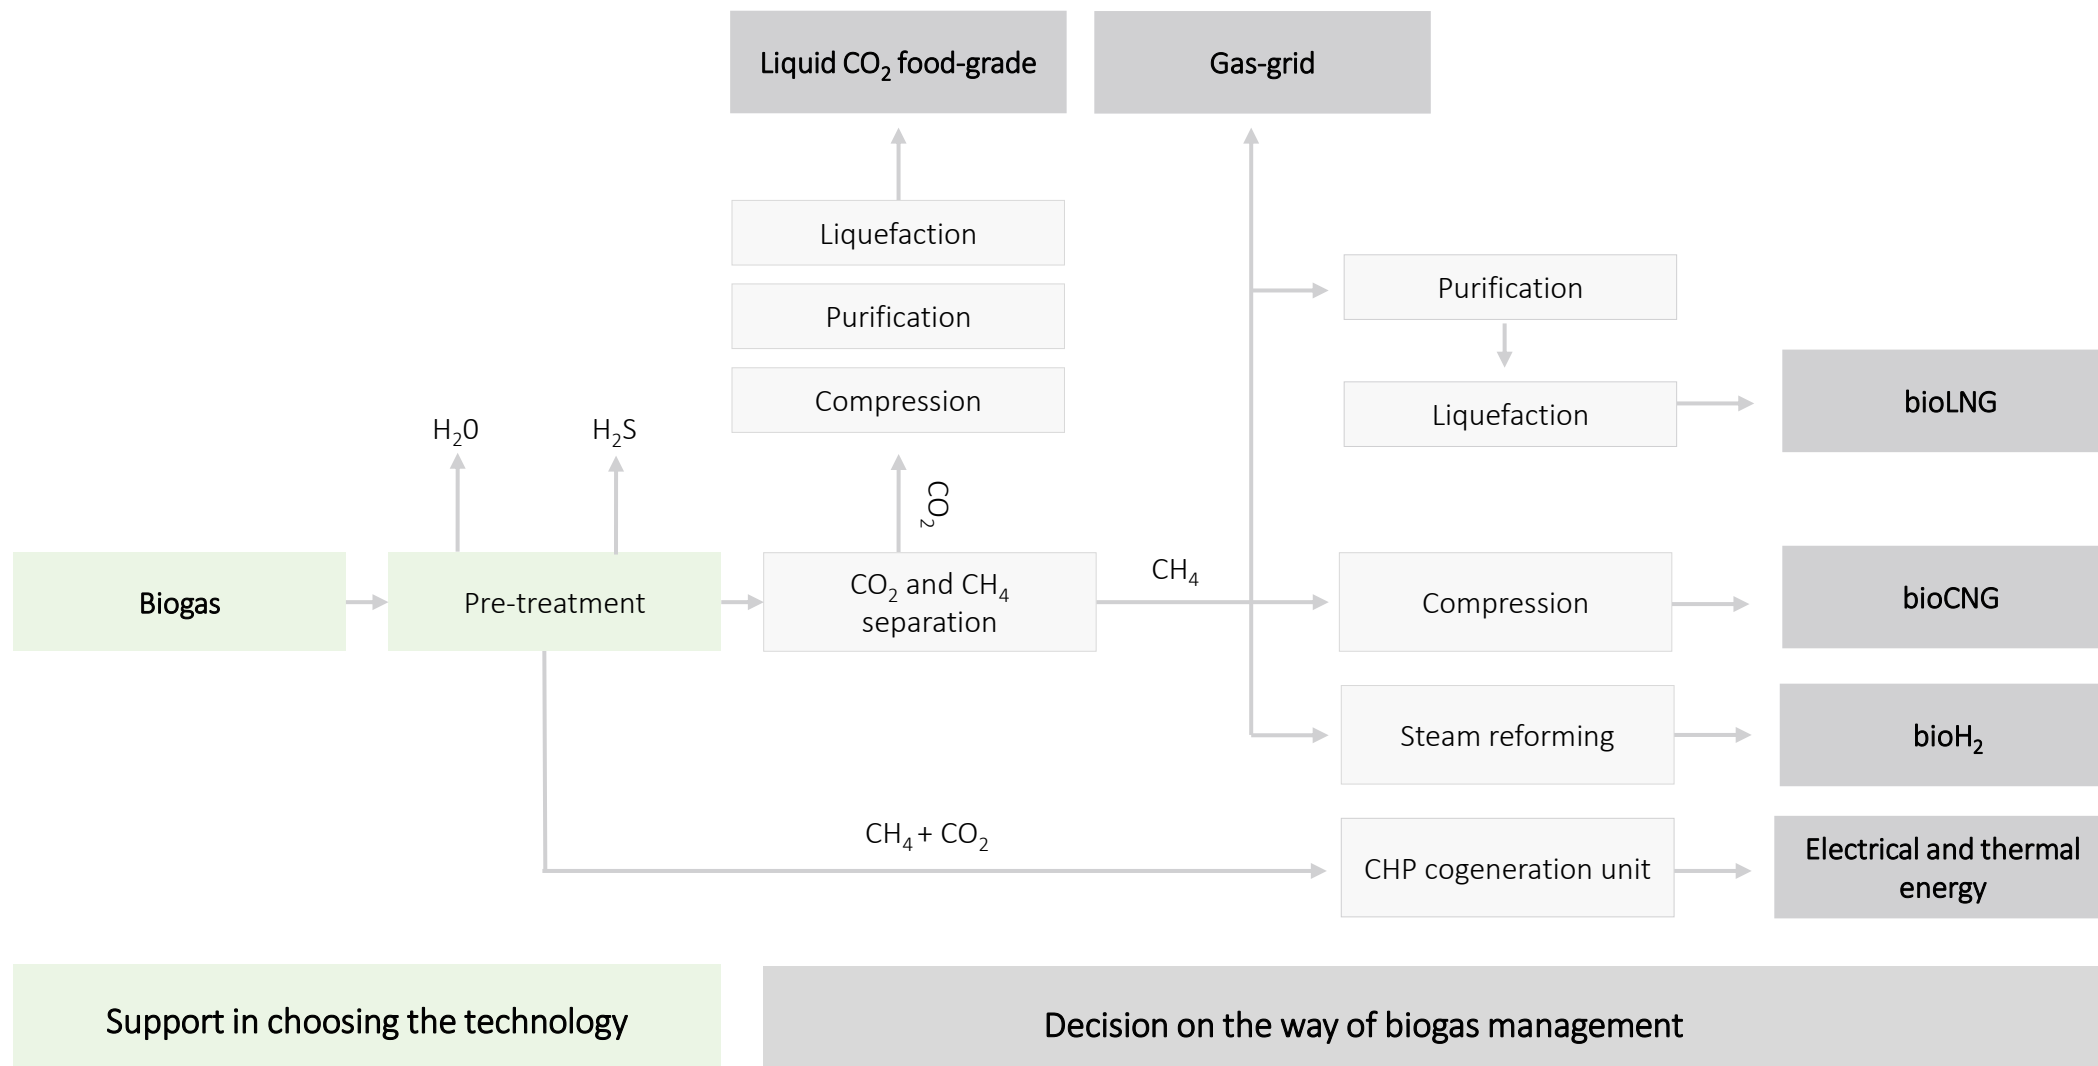 Liquid CO₂ food-grade
Gas-grid
Liquefaction
Purification
Purification
Compression
Liquefaction
bioLNG
H₂0
H₂S
CO₂
Biogas
Pre-treatment
CO₂ and CH₄
separation
CH₄
Compression
bioCNG
Steam reforming
bioH₂
CH₄ + CO₂
CHP cogeneration unit
Electrical and thermal
energy
Support in choosing the technology
Decision on the way of biogas management